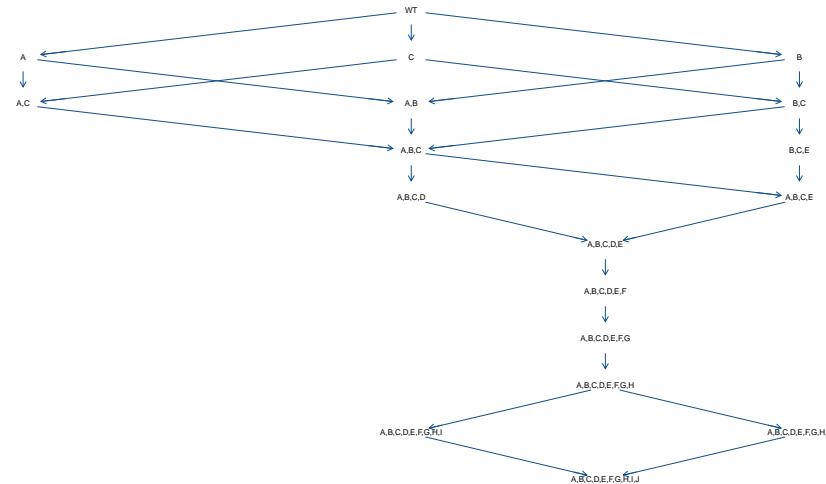 WT
A C B
A,C A,B B,C
A,B,C B,C,E
A,B,C,D A,B,C,E
A,B,C,D,E
A,B,C,D,E,F
A,B,C,D,E,F,G
A,B,C,D,E,F,G,H
A,B,C,D,E,F,G,H,I A,B,C,D,E,F,G,H,
A,B,C,D,E,F,G,H,I,J